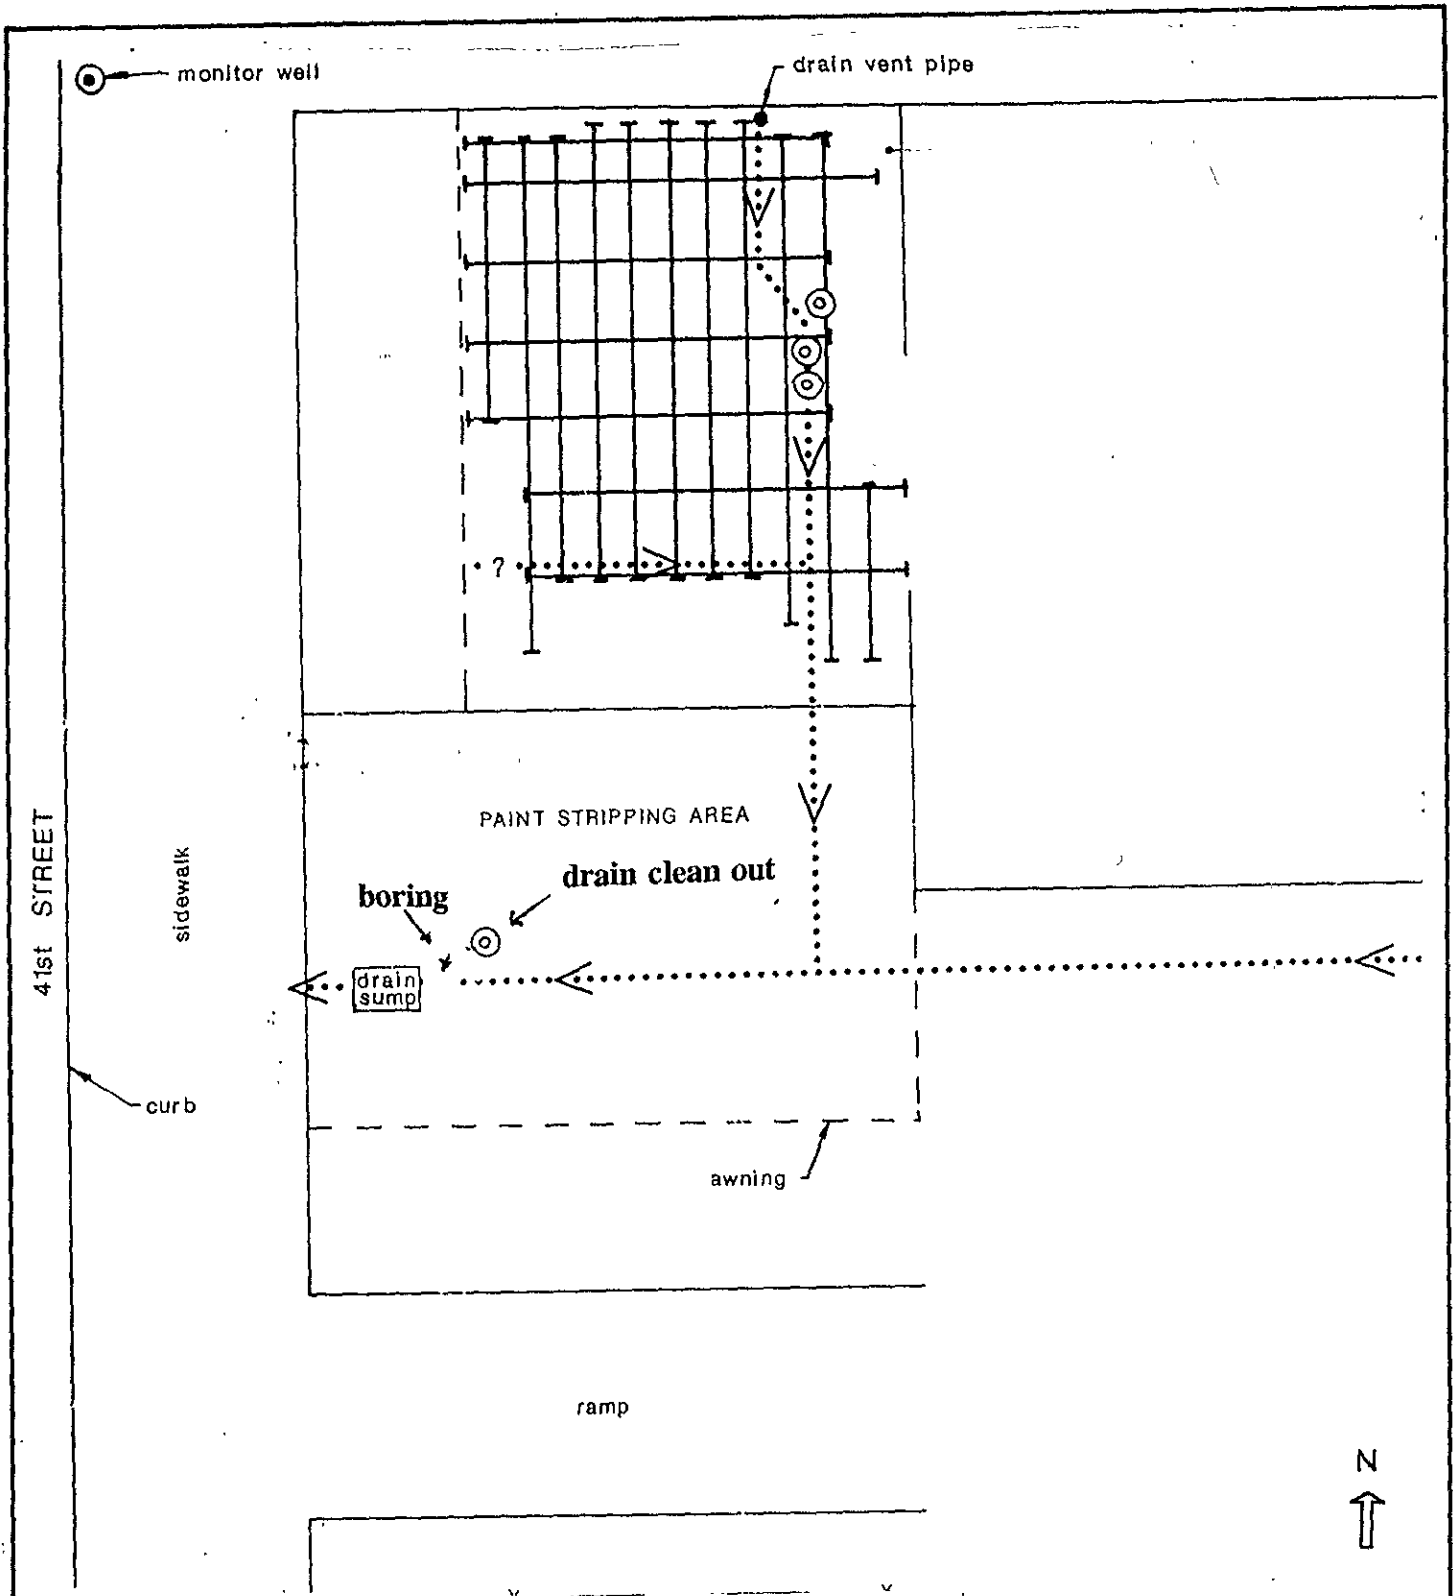 monitor well
drain vent pipe
?
PAINT STRIPPING AREA
41st STREET
sidewalk
boring
drain clean out
drain
sump
curb
awning
ramp
N